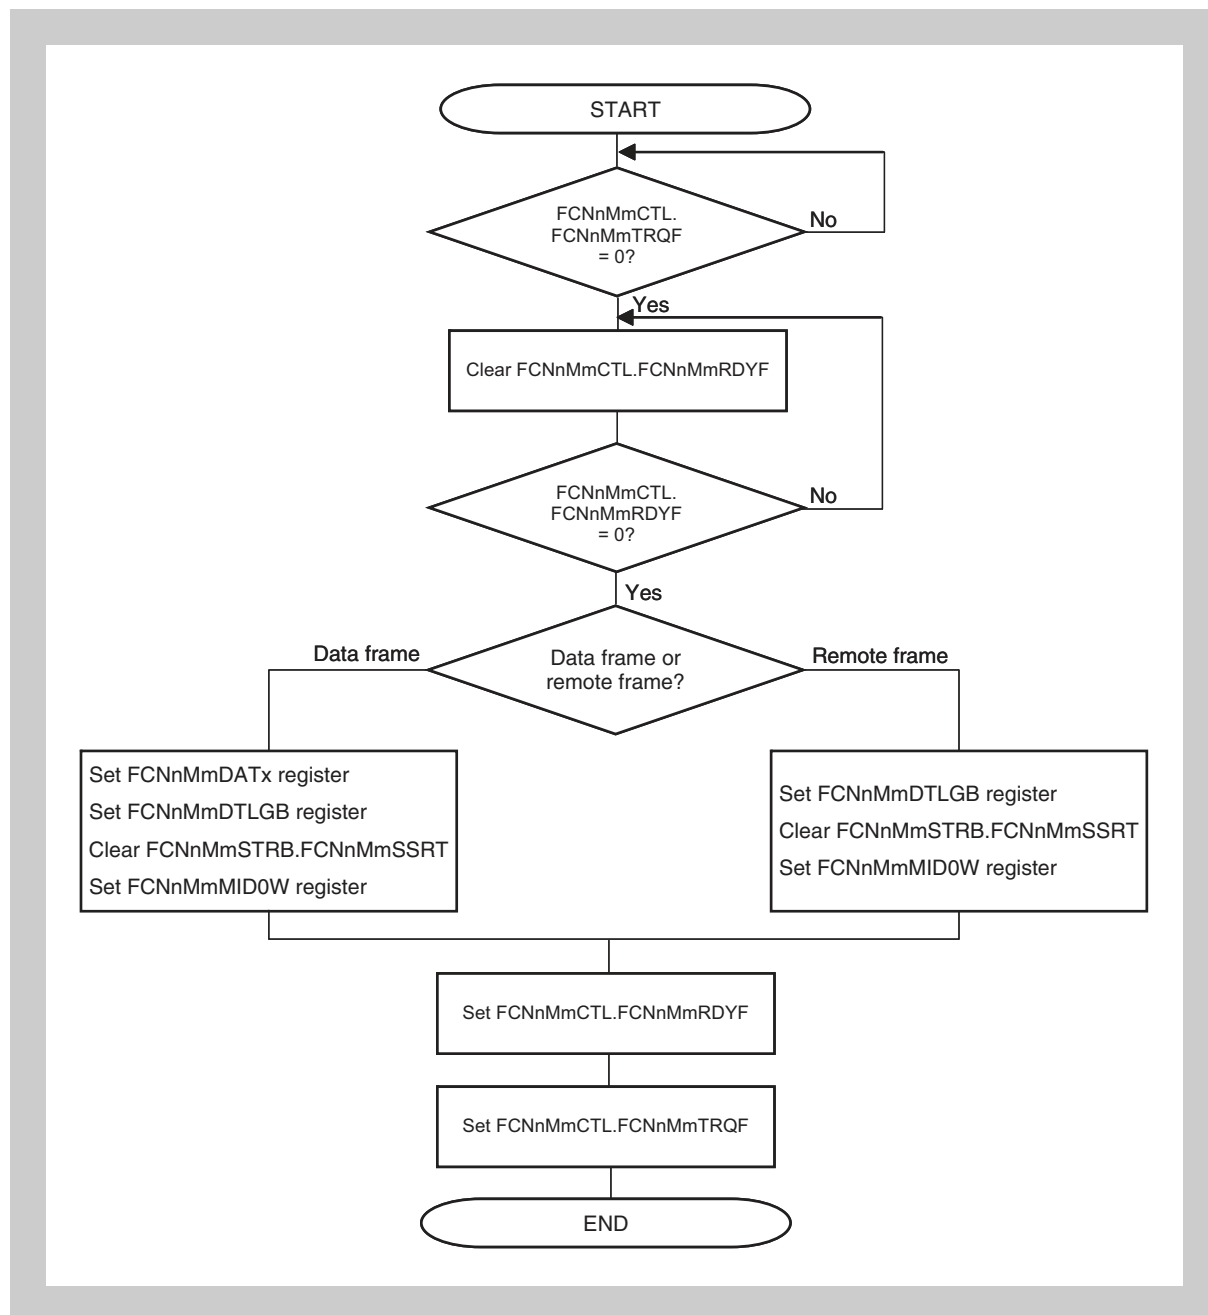 START
FCNnMmCTL.
FCNnMmTRQF
= 0?
No
Yes
Clear FCNnMmCTL.FCNnMmRDYF
FCNnMmCTL.
FCNnMmRDYF
= 0?
No
Yes
Data frame
Data frame or
remote frame?
Remote frame
Set FCNnMmDATx register
Set FCNnMmDTLGB register
Clear FCNnMmSTRB.FCNnMmSSRT
Set FCNnMmMID0W register
Set FCNnMmDTLGB register
Clear FCNnMmSTRB.FCNnMmSSRT
Set FCNnMmMID0W register
Set FCNnMmCTL.FCNnMmRDYF
Set FCNnMmCTL.FCNnMmTRQF
END